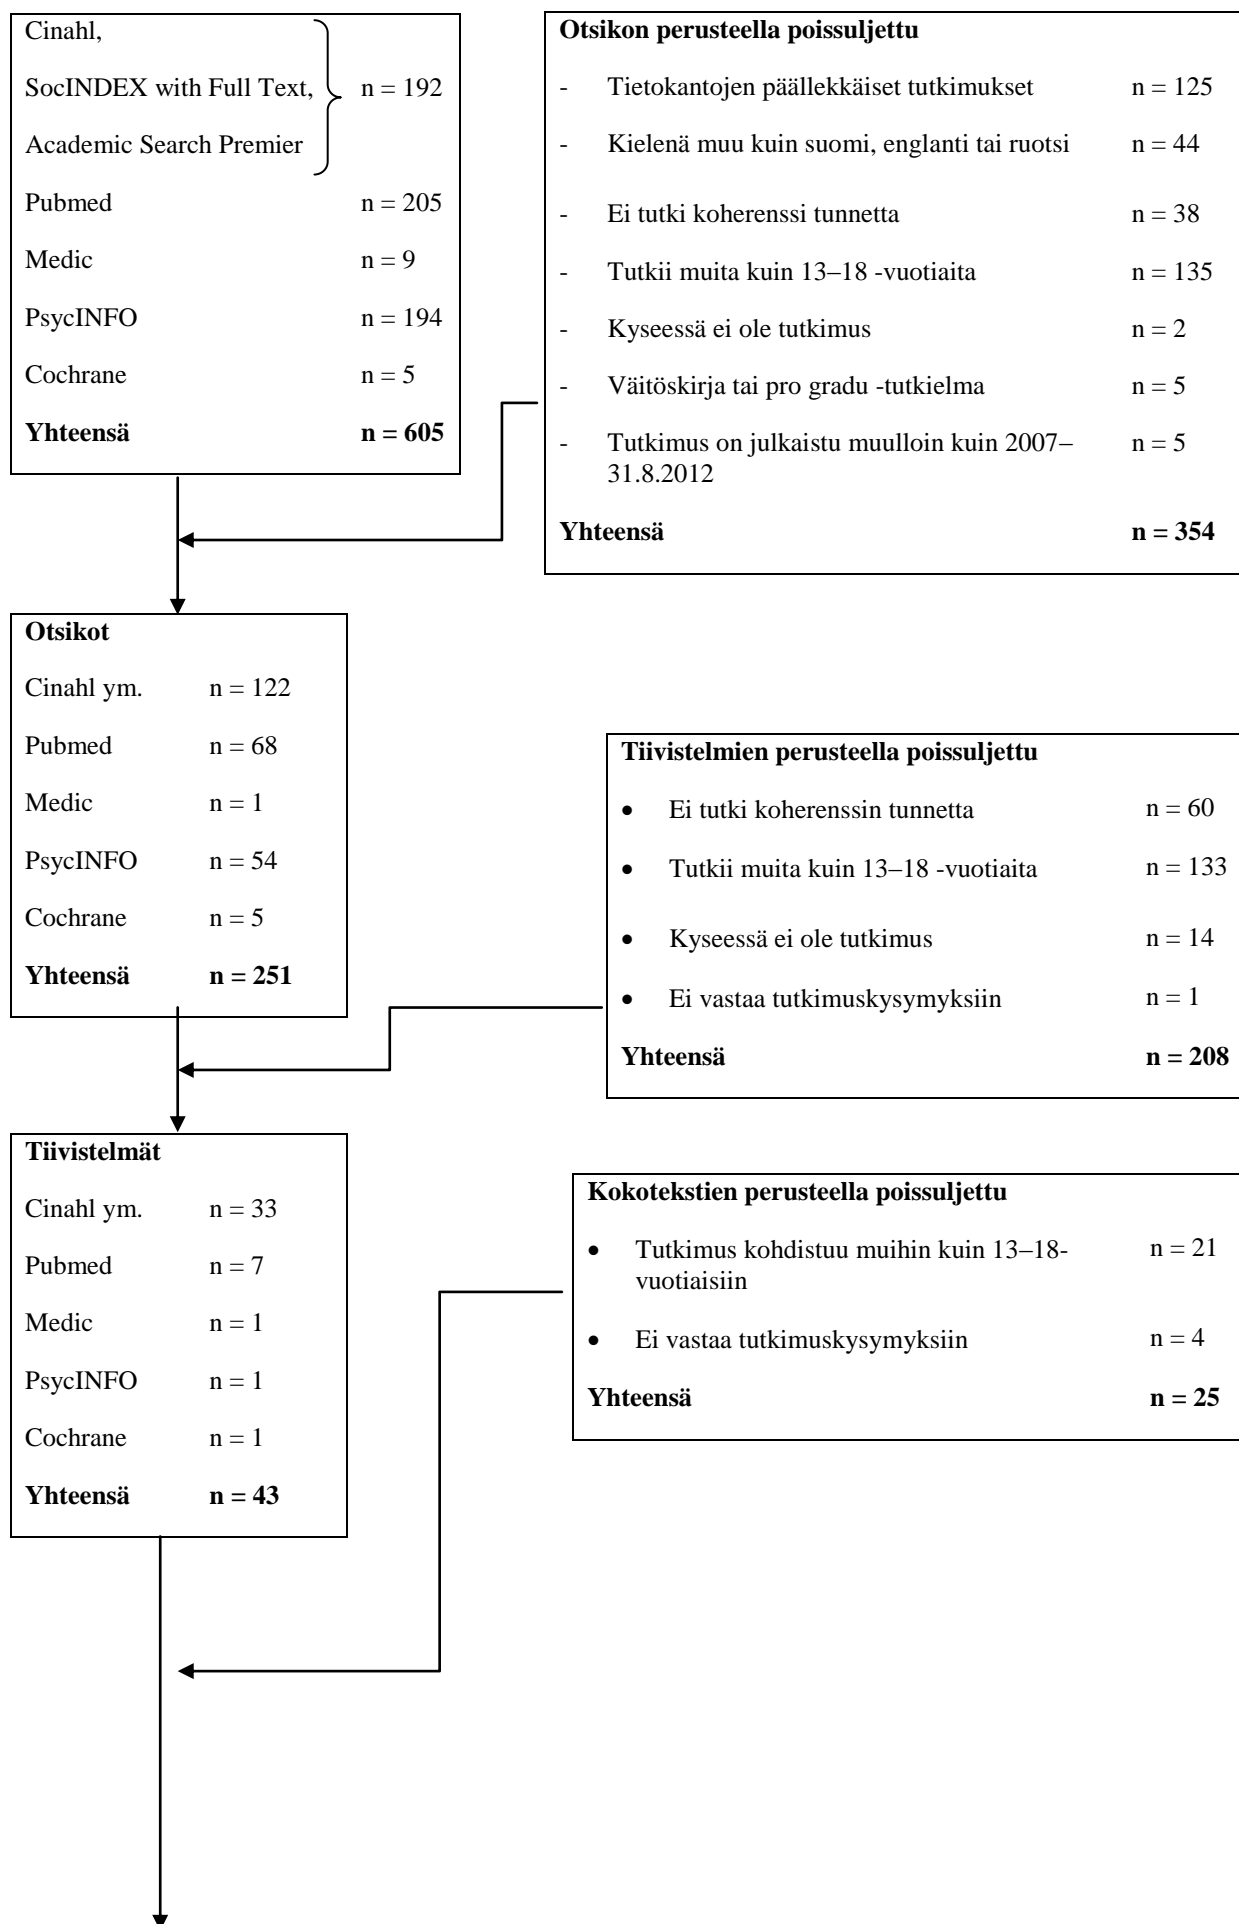 Cinahl,
SocINDEX with Full Text, n = 192
Academic Search Premier
Pubmed n = 205
Medic n = 9
PsycINFO n = 194
Cochrane n = 5
Yhteensä n = 605
Otsikon perusteella poissuljettu
- Tietokantojen päällekkäiset tutkimukset n = 125
- Kielenä muu kuin suomi, englanti tai ruotsi n = 44
- Ei tutki koherenssi tunnetta n = 38
- Tutkii muita kuin 13–18 -vuotiaita n = 135
- Kyseessä ei ole tutkimus n = 2
- Väitöskirja tai pro gradu -tutkielma n = 5
- Tutkimus on julkaistu muulloin kuin 2007– n = 5
31.8.2012
Yhteensä n = 354
Otsikot
Cinahl ym. n = 122
Pubmed n = 68
Medic n = 1
PsycINFO n = 54
Cochrane n = 5
Yhteensä n = 251
Tiivistelmien perusteella poissuljettu
• Ei tutki koherenssin tunnetta n = 60
• Tutkii muita kuin 13–18 -vuotiaita n = 133
• Kyseessä ei ole tutkimus n = 14
• Ei vastaa tutkimuskysymyksiin n = 1
Yhteensä n = 208
Tiivistelmät
Cinahl ym. n = 33
Pubmed n = 7
Medic n = 1
PsycINFO n = 1
Cochrane n = 1
Yhteensä n = 43
Kokotekstien perusteella poissuljettu
• Tutkimus kohdistuu muihin kuin 13–18- n = 21
vuotiaisiin
• Ei vastaa tutkimuskysymyksiin n = 4
Yhteensä n = 25